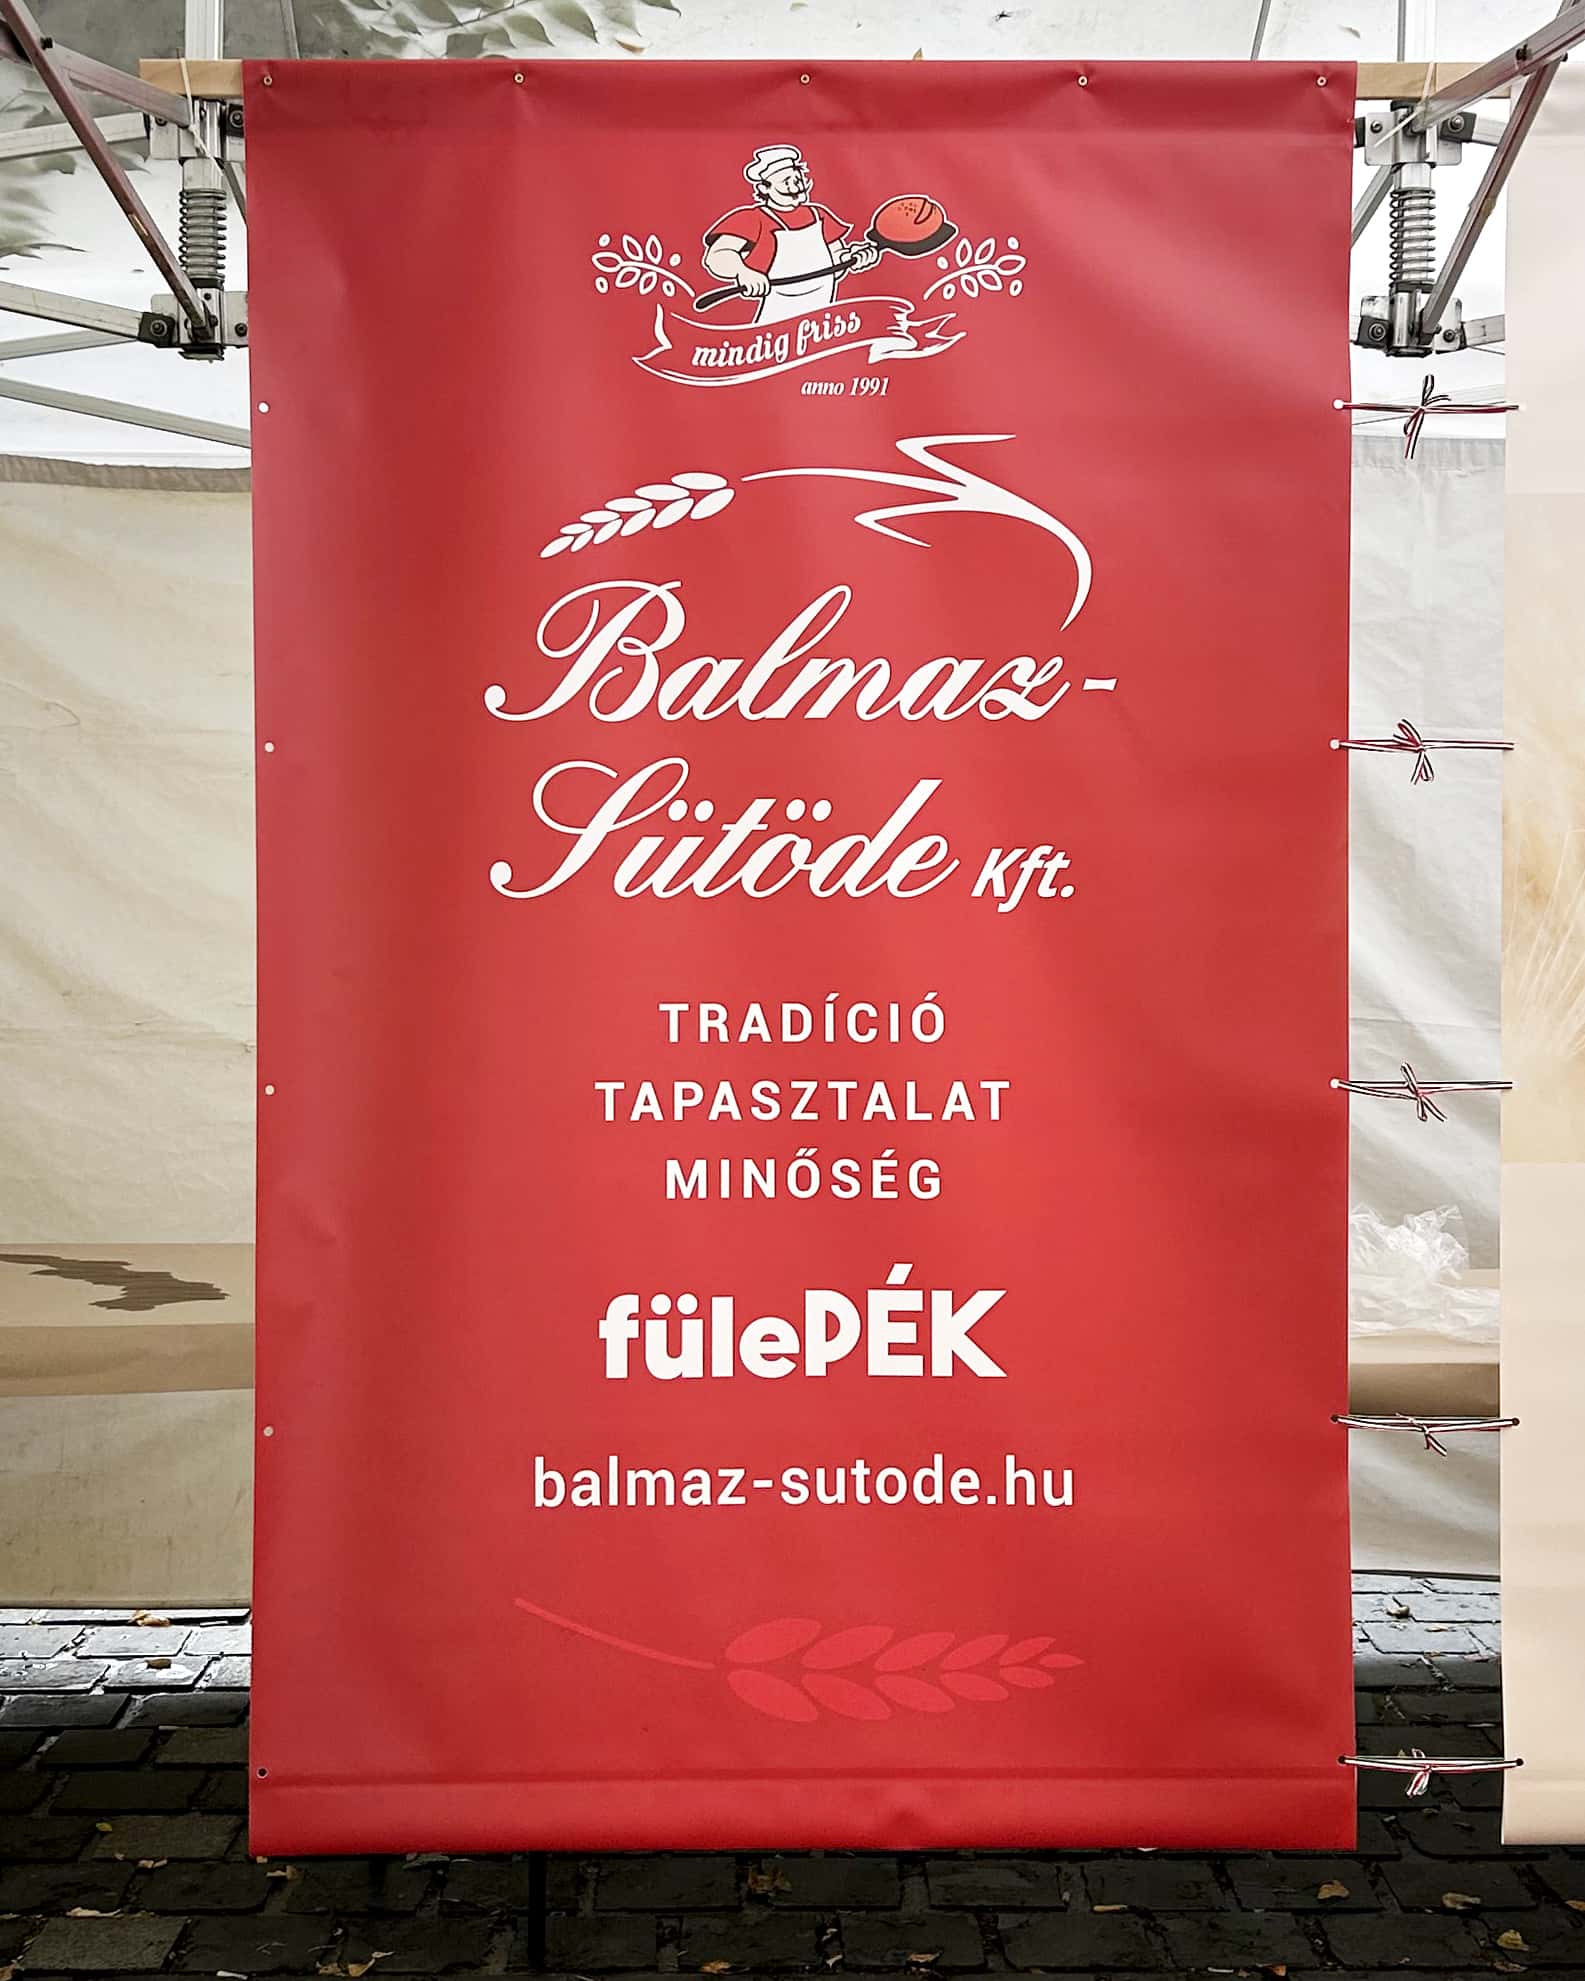 mindig friss
anno 1991
Balmaz-
Sütöde Kft.
TRADÍCIÓ
TAPASZTALAT
MINŐSÉG
fülePÉK
balmaz-sutode.hu